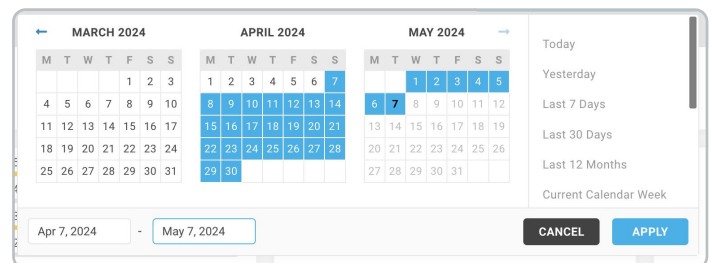 ← MARCH 2024
M T W T F S S
1 2 3
4 5 6 7 8 9 10
11 12 13 14 15 16 17
18 19 20 21 22 23 24
25 26 27 28 29 30 31
APRIL 2024
M T W T F S S
1 2 3 4 5 6 7
8 9 10 11 12 13 14
15 16 17 18 19 20 21
22 23 24 25 26 27 28
29 30
MAY 2024 →
M T W T F S S
1 2 3 4 5
6 7 8 9 10 11 12
13 14 15 16 17 18 19
20 21 22 23 24 25 26
27 28 29 30 31
Today
Yesterday
Last 7 Days
Last 30 Days
Last 12 Months
Current Calendar Week
Apr 7, 2024 - May 7, 2024
CANCEL APPLY